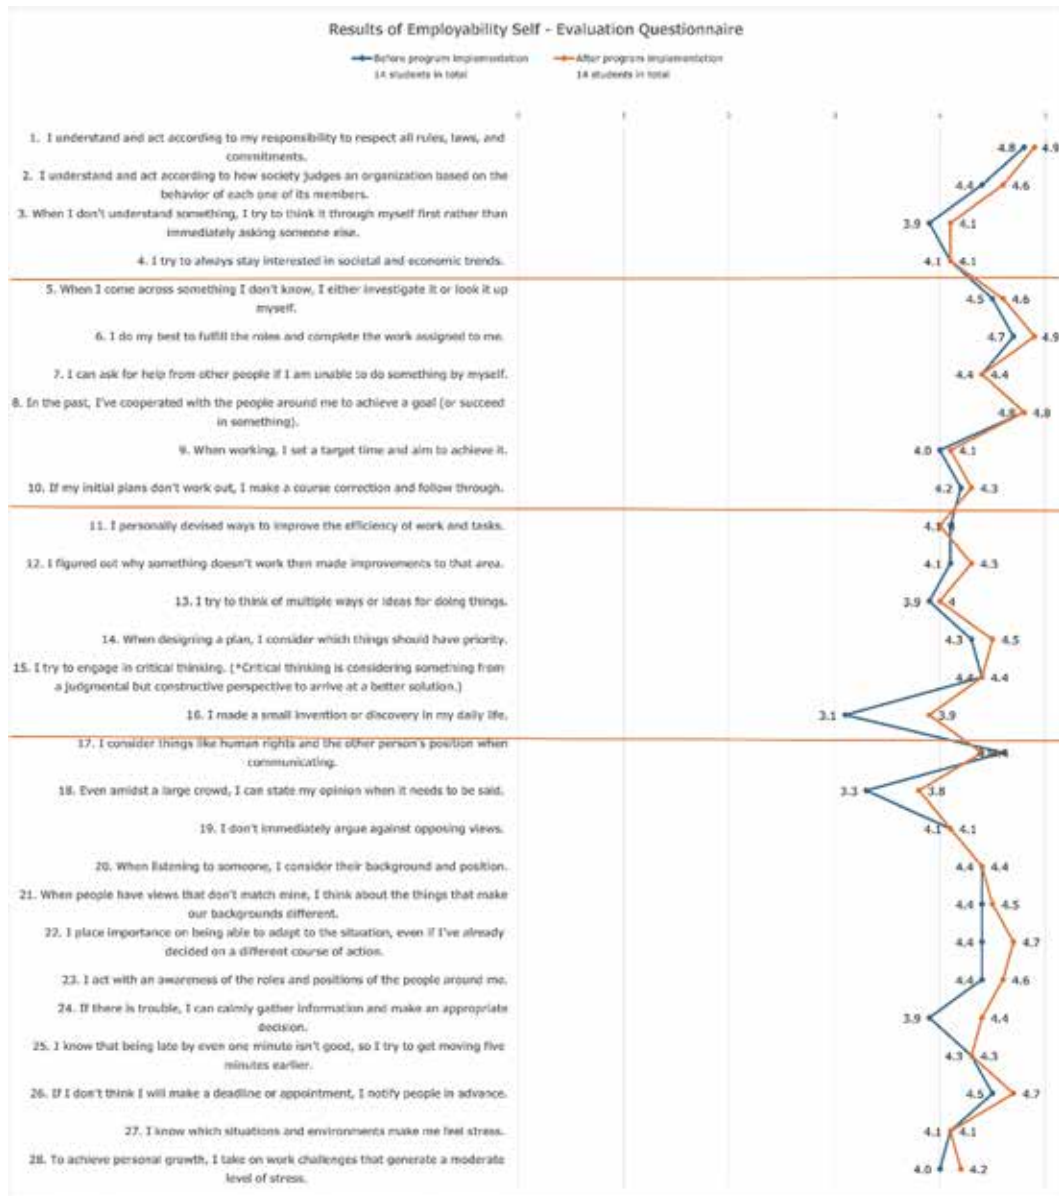 Results of Employability Self - Evaluation Questionnaire
Before program implementation
After program implementation
14 students in total
14 students in total
0 1 2 3 4 5
1. I understand and act according to my responsibility to respect all rules, laws, and
commitments.
4.8 4.9
2. I understand and act according to how society judges an organization based on the
behavior of each one of its members.
4.4 4.6
3. When I don't understand something, I try to think it through myself first rather than
immediately asking someone else.
3.9 4.1
4. I try to always stay interested in societal and economic trends.
4.1 4.1
5. When I come across something I don't know, I either investigate it or look it up
myself.
4.5 4.6
6. I do my best to fulfill the roles and complete the work assigned to me.
4.7 4.9
7. I can ask for help from other people if I am unable to do something by myself.
4.4 4.4
8. In the past, I've cooperated with the people around me to achieve a goal (or succeed
in something).
4.8 4.8
9. When working, I set a target time and aim to achieve it.
4.0 4.1
10. If my initial plans don't work out, I make a course correction and follow through.
4.2 4.3
11. I personally devised ways to improve the efficiency of work and tasks.
12. I figured out why something doesn't work then made improvements to that area.
4.1 4.3
13. I try to think of multiple ways or ideas for doing things.
3.9 4
14. When designing a plan, I consider which things should have priority.
4.3 4.5
15. I try to engage in critical thinking. (*Critical thinking is considering something from
a judgmental but constructive perspective to arrive at a better solution.)
4.4 4.4
16. I made a small invention or discovery in my daily life.
3.1 3.9
17. I consider things like human rights and the other person's position when
communicating.
18. Even amidst a large crowd, I can state my opinion when it needs to be said.
3.3 3.8
19. I don't immediately argue against opposing views.
4.1 4.1
20. When listening to someone, I consider their background and position.
4.4 4.4
21. When people have views that don't match mine, I think about the things that make
our backgrounds different.
4.4 4.5
22. I place importance on being able to adapt to the situation, even if I've already
decided on a different course of action.
4.4 4.7
23. I act with an awareness of the roles and positions of the people around me.
4.4 4.6
24. If there is trouble, I can calmly gather information and make an appropriate
decision.
3.9 4.4
25. I know that being late by even one minute isn't good, so I try to get moving five
minutes earlier.
4.3 4.3
26. If I don't think I will make a deadline or appointment, I notify people in advance.
4.5 4.7
27. I know which situations and environments make me feel stress.
4.1 4.1
28. To achieve personal growth, I take on work challenges that generate a moderate
level of stress.
4.0 4.2